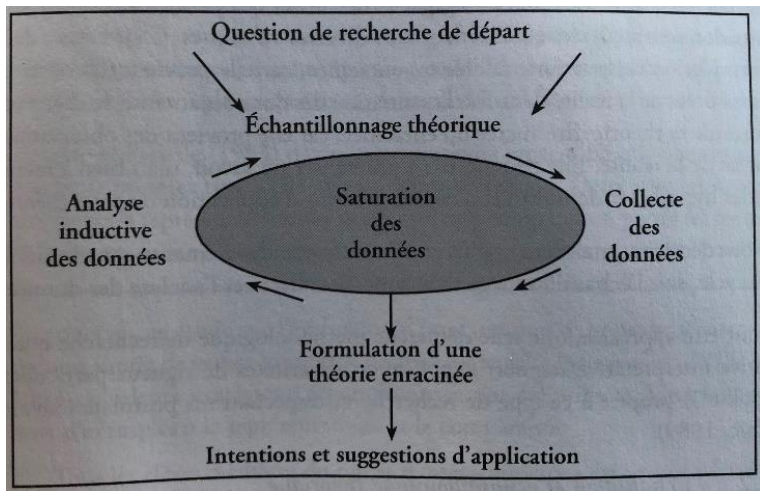 Question de recherche de départ
Échantillonnage théorique
Analyse
inductive
des données
Saturation
des
données
Collecte
des
données
Formulation d'une
théorie enracinée
Intentions et suggestions d'application